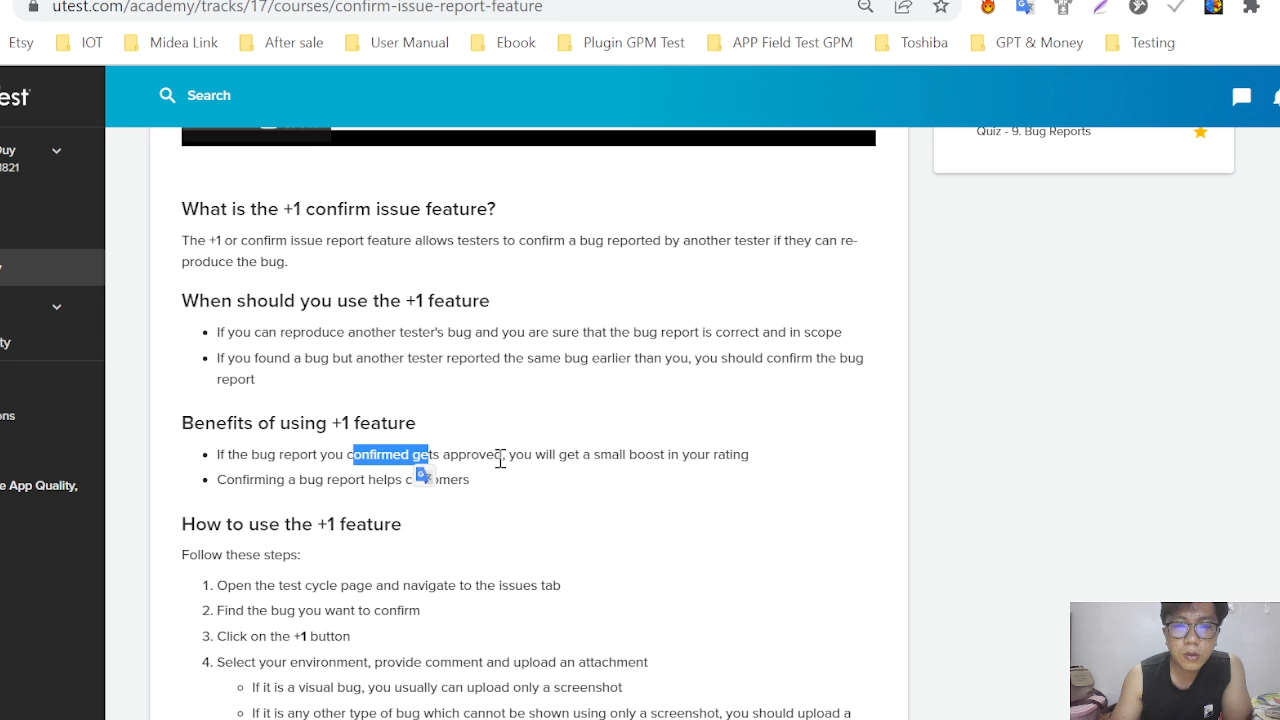 utest.com/academy/tracks/17/courses/confirm-issue-report-feature
Etsy IOT Midea Link After sale User Manual Ebook Plugin GPM Test APP Field Test GPM Toshiba GPT & Money Testing
est
Search
Duy
1821
Quiz - 9. Bug Reports
What is the +1 confirm issue feature?
The +1 or confirm issue report feature allows testers to confirm a bug reported by another tester if they can re-
produce the bug.
When should you use the +1 feature
If you can reproduce another tester's bug and you are sure that the bug report is correct and in scope
If you found a bug but another tester reported the same bug earlier than you, you should confirm the bug
report
Benefits of using +1 feature
If the bug report you confirmed gets approved, you will get a small boost in your rating
Confirming a bug report helps customers
How to use the +1 feature
Follow these steps:
1. Open the test cycle page and navigate to the issues tab
2. Find the bug you want to confirm
3. Click on the +1 button
4. Select your environment, provide comment and upload an attachment
If it is a visual bug, you usually can upload only a screenshot
If it is any other type of bug which cannot be shown using only a screenshot, you should upload a
y
ty
ons
e App Quality,